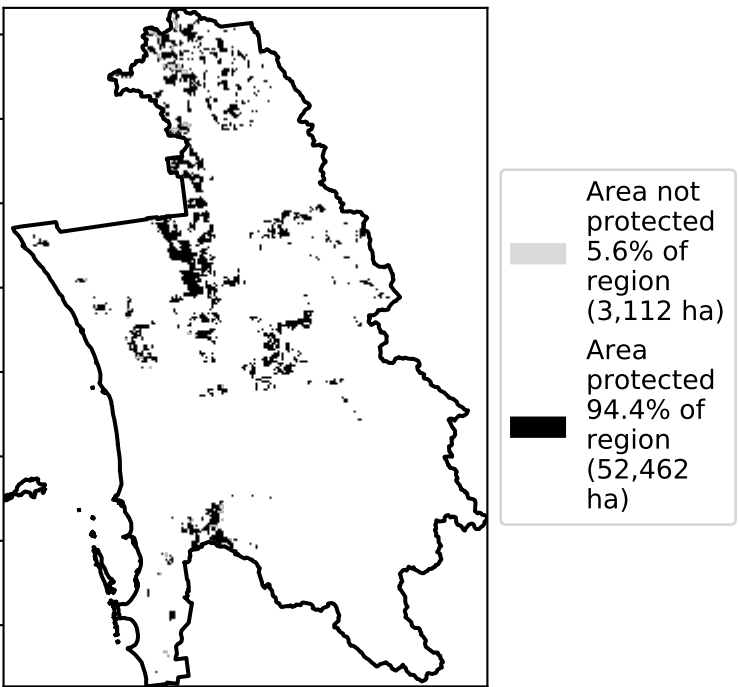 Area not
protected
5.6% of
region
(3,112 ha)
Area
protected
94.4% of
region
(52,462
ha)